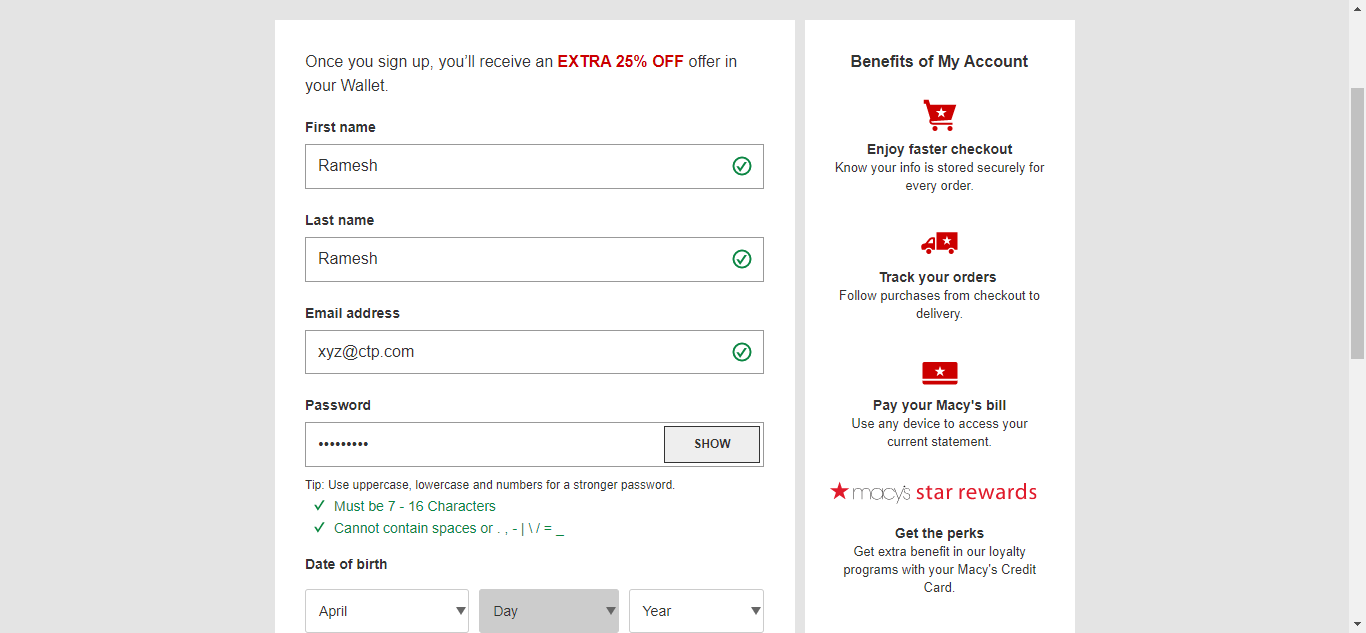 Once you sign up, you’ll receive an EXTRA 25% OFF offer in
your Wallet.
First name
Ramesh
Last name
Ramesh
Email address
xyz@ctp.com
Password
•••••••••
SHOW
Tip: Use uppercase, lowercase and numbers for a stronger password.
Must be 7 - 16 Characters
Cannot contain spaces or . , - | \ / = _
Date of birth
April
Day
Year
Benefits of My Account
Enjoy faster checkout
Know your info is stored securely for
every order.
Track your orders
Follow purchases from checkout to
delivery.
Pay your Macy's bill
Use any device to access your
current statement.
macy's star rewards
Get the perks
Get extra benefit in our loyalty
programs with your Macy's Credit
Card.